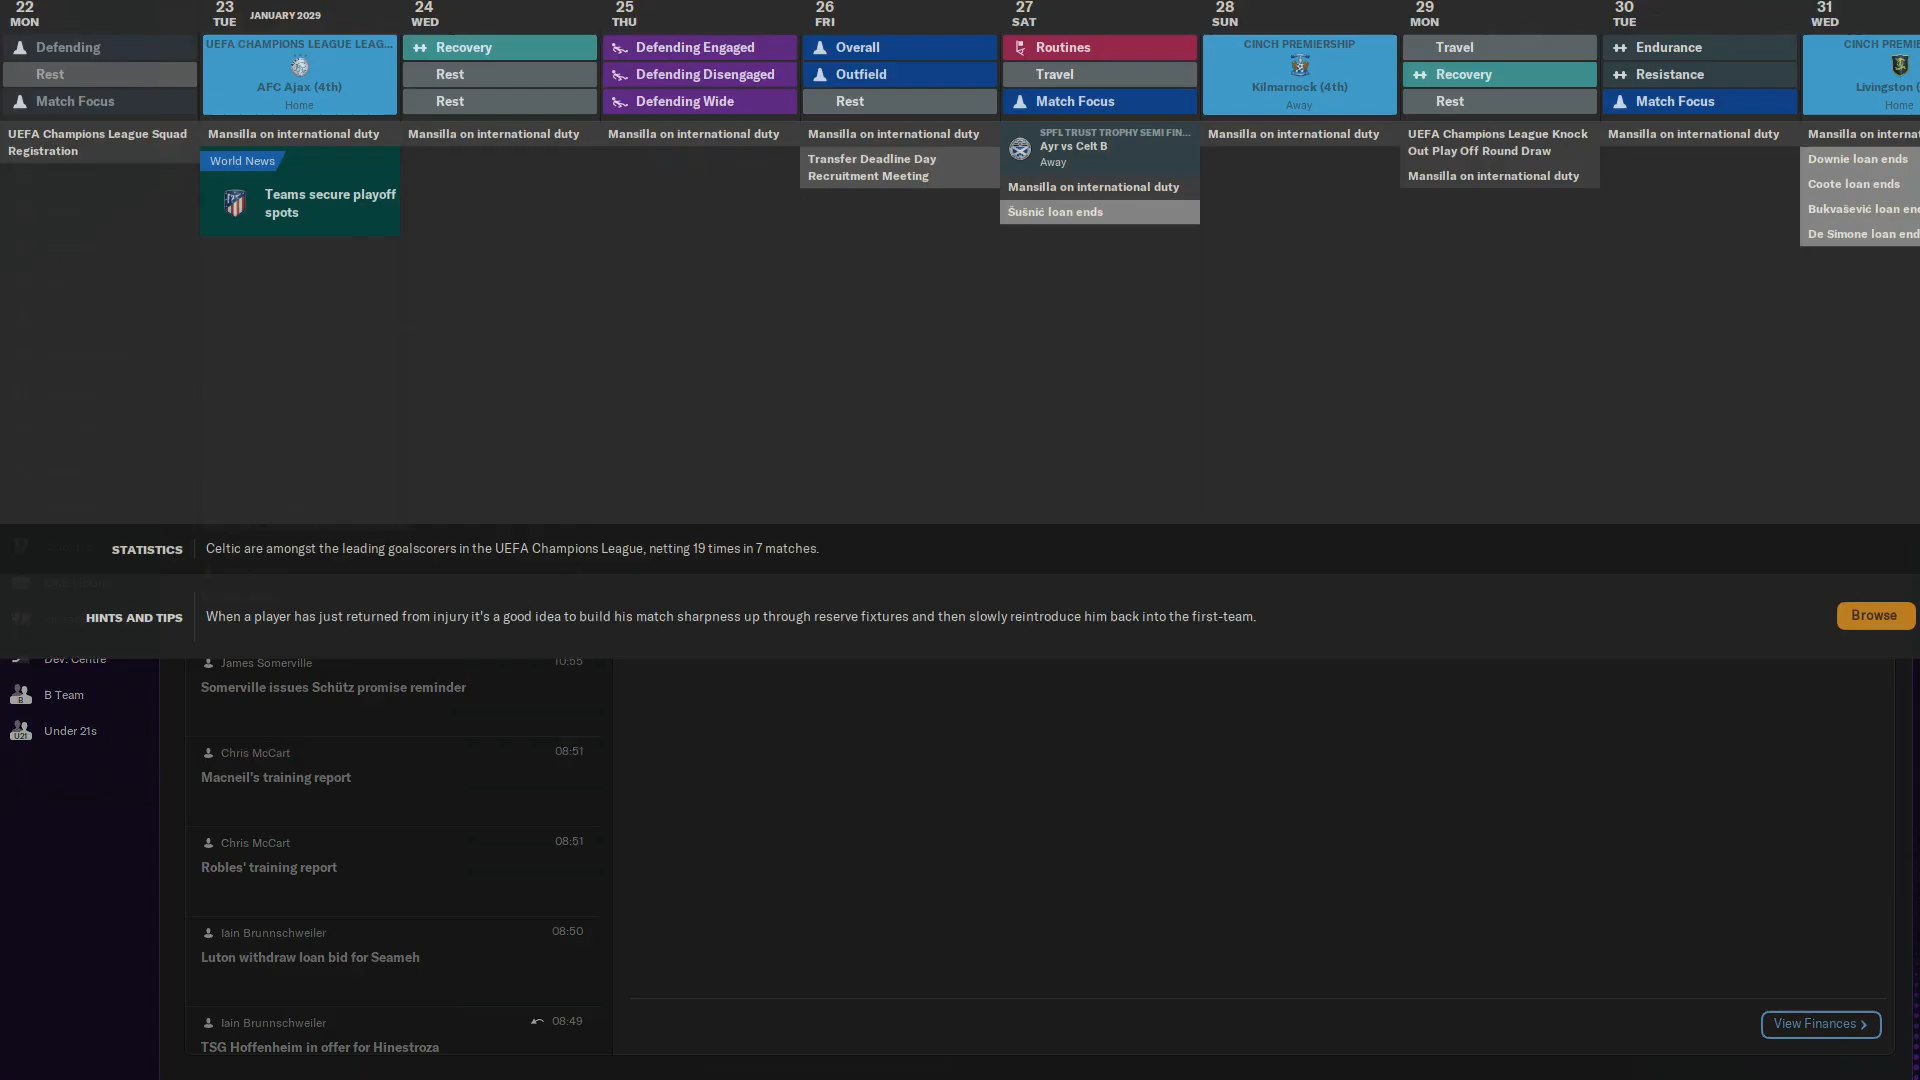 22
MON
23
TUE
JANUARY 2029
24
WED
25
THU
26
FRI
27
SAT
28
SUN
29
MON
30
TUE
31
WED
Defending
Rest
Match Focus
UEFA CHAMPIONS LEAGUE LEAG...
AFC Ajax (4th)
Home
Recovery
Rest
Rest
Defending Engaged
Defending Disengaged
Defending Wide
Overall
Outfield
Rest
Routines
Travel
Match Focus
CINCH PREMIERSHIP
Kilmarnock (4th)
Away
Travel
Recovery
Rest
Endurance
Resistance
Match Focus
CINCH PREMIE
Livingston (
Home
UEFA Champions League Squad
Registration
Mansilla on international duty
World News
Teams secure playoff
spots
Mansilla on international duty
Mansilla on international duty
Mansilla on international duty
Transfer Deadline Day
Recruitment Meeting
SPFL TRUST TROPHY SEMI FIN...
Ayr vs Celt B
Away
Mansilla on international duty
Šušnić loan ends
Mansilla on international duty
UEFA Champions League Knock
Out Play Off Round Draw
Mansilla on international duty
Mansilla on international duty
Mansilla on internat
Downie loan ends
Coote loan ends
Bukvašević loan end
De Simone loan end
STATISTICS
Celtic are amongst the leading goalscorers in the UEFA Champions League, netting 19 times in 7 matches.
HINTS AND TIPS
When a player has just returned from injury it's a good idea to build his match sharpness up through reserve fixtures and then slowly reintroduce him back into the first-team.
Browse
Dev. Centre
B Team
Under 21s
James Somerville
10:55
Somerville issues Schütz promise reminder
Chris McCart
08:51
Macneil's training report
Chris McCart
08:51
Robles' training report
Iain Brunnschweiler
08:50
Luton withdraw loan bid for Seameh
Iain Brunnschweiler
08:49
TSG Hoffenheim in offer for Hinestroza
View Finances